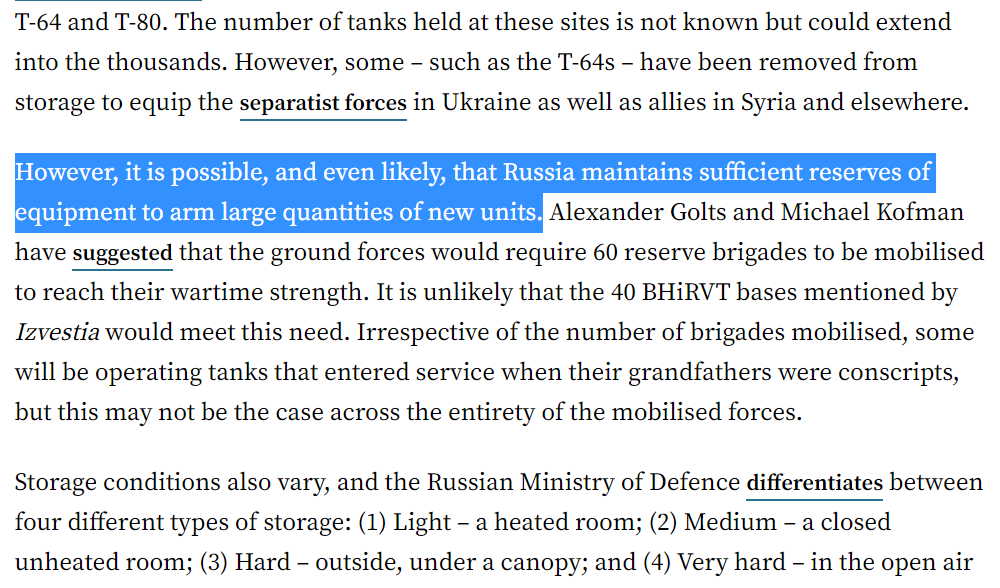 T-64 and T-80. The number of tanks held at these sites is not known but could extend
into the thousands. However, some – such as the T-64s – have been removed from
storage to equip the separatist forces in Ukraine as well as allies in Syria and elsewhere.
However, it is possible, and even likely, that Russia maintains sufficient reserves of
equipment to arm large quantities of new units. Alexander Golts and Michael Kofman
have suggested that the ground forces would require 60 reserve brigades to be mobilised
to reach their wartime strength. It is unlikely that the 40 BHiRVT bases mentioned by
Izvestia would meet this need. Irrespective of the number of brigades mobilised, some
will be operating tanks that entered service when their grandfathers were conscripts,
but this may not be the case across the entirety of the mobilised forces.
Storage conditions also vary, and the Russian Ministry of Defence differentiates between
four different types of storage: (1) Light – a heated room; (2) Medium – a closed
unheated room; (3) Hard – outside, under a canopy; and (4) Very hard – in the open air